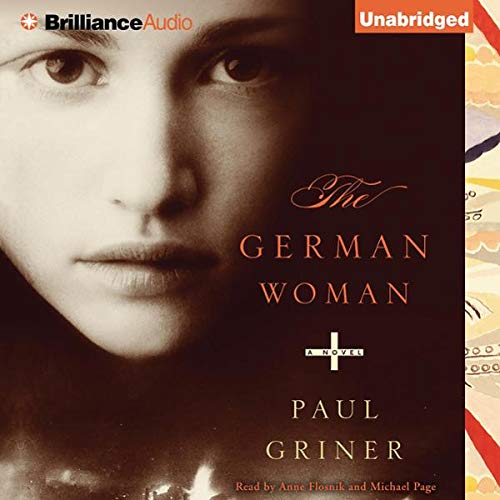 BrillianceAudio
Unabridged
The
GERMAN
WOMAN
A NOVEL
PAUL
GRINER
Read by Anne Flosnik and Michael Page